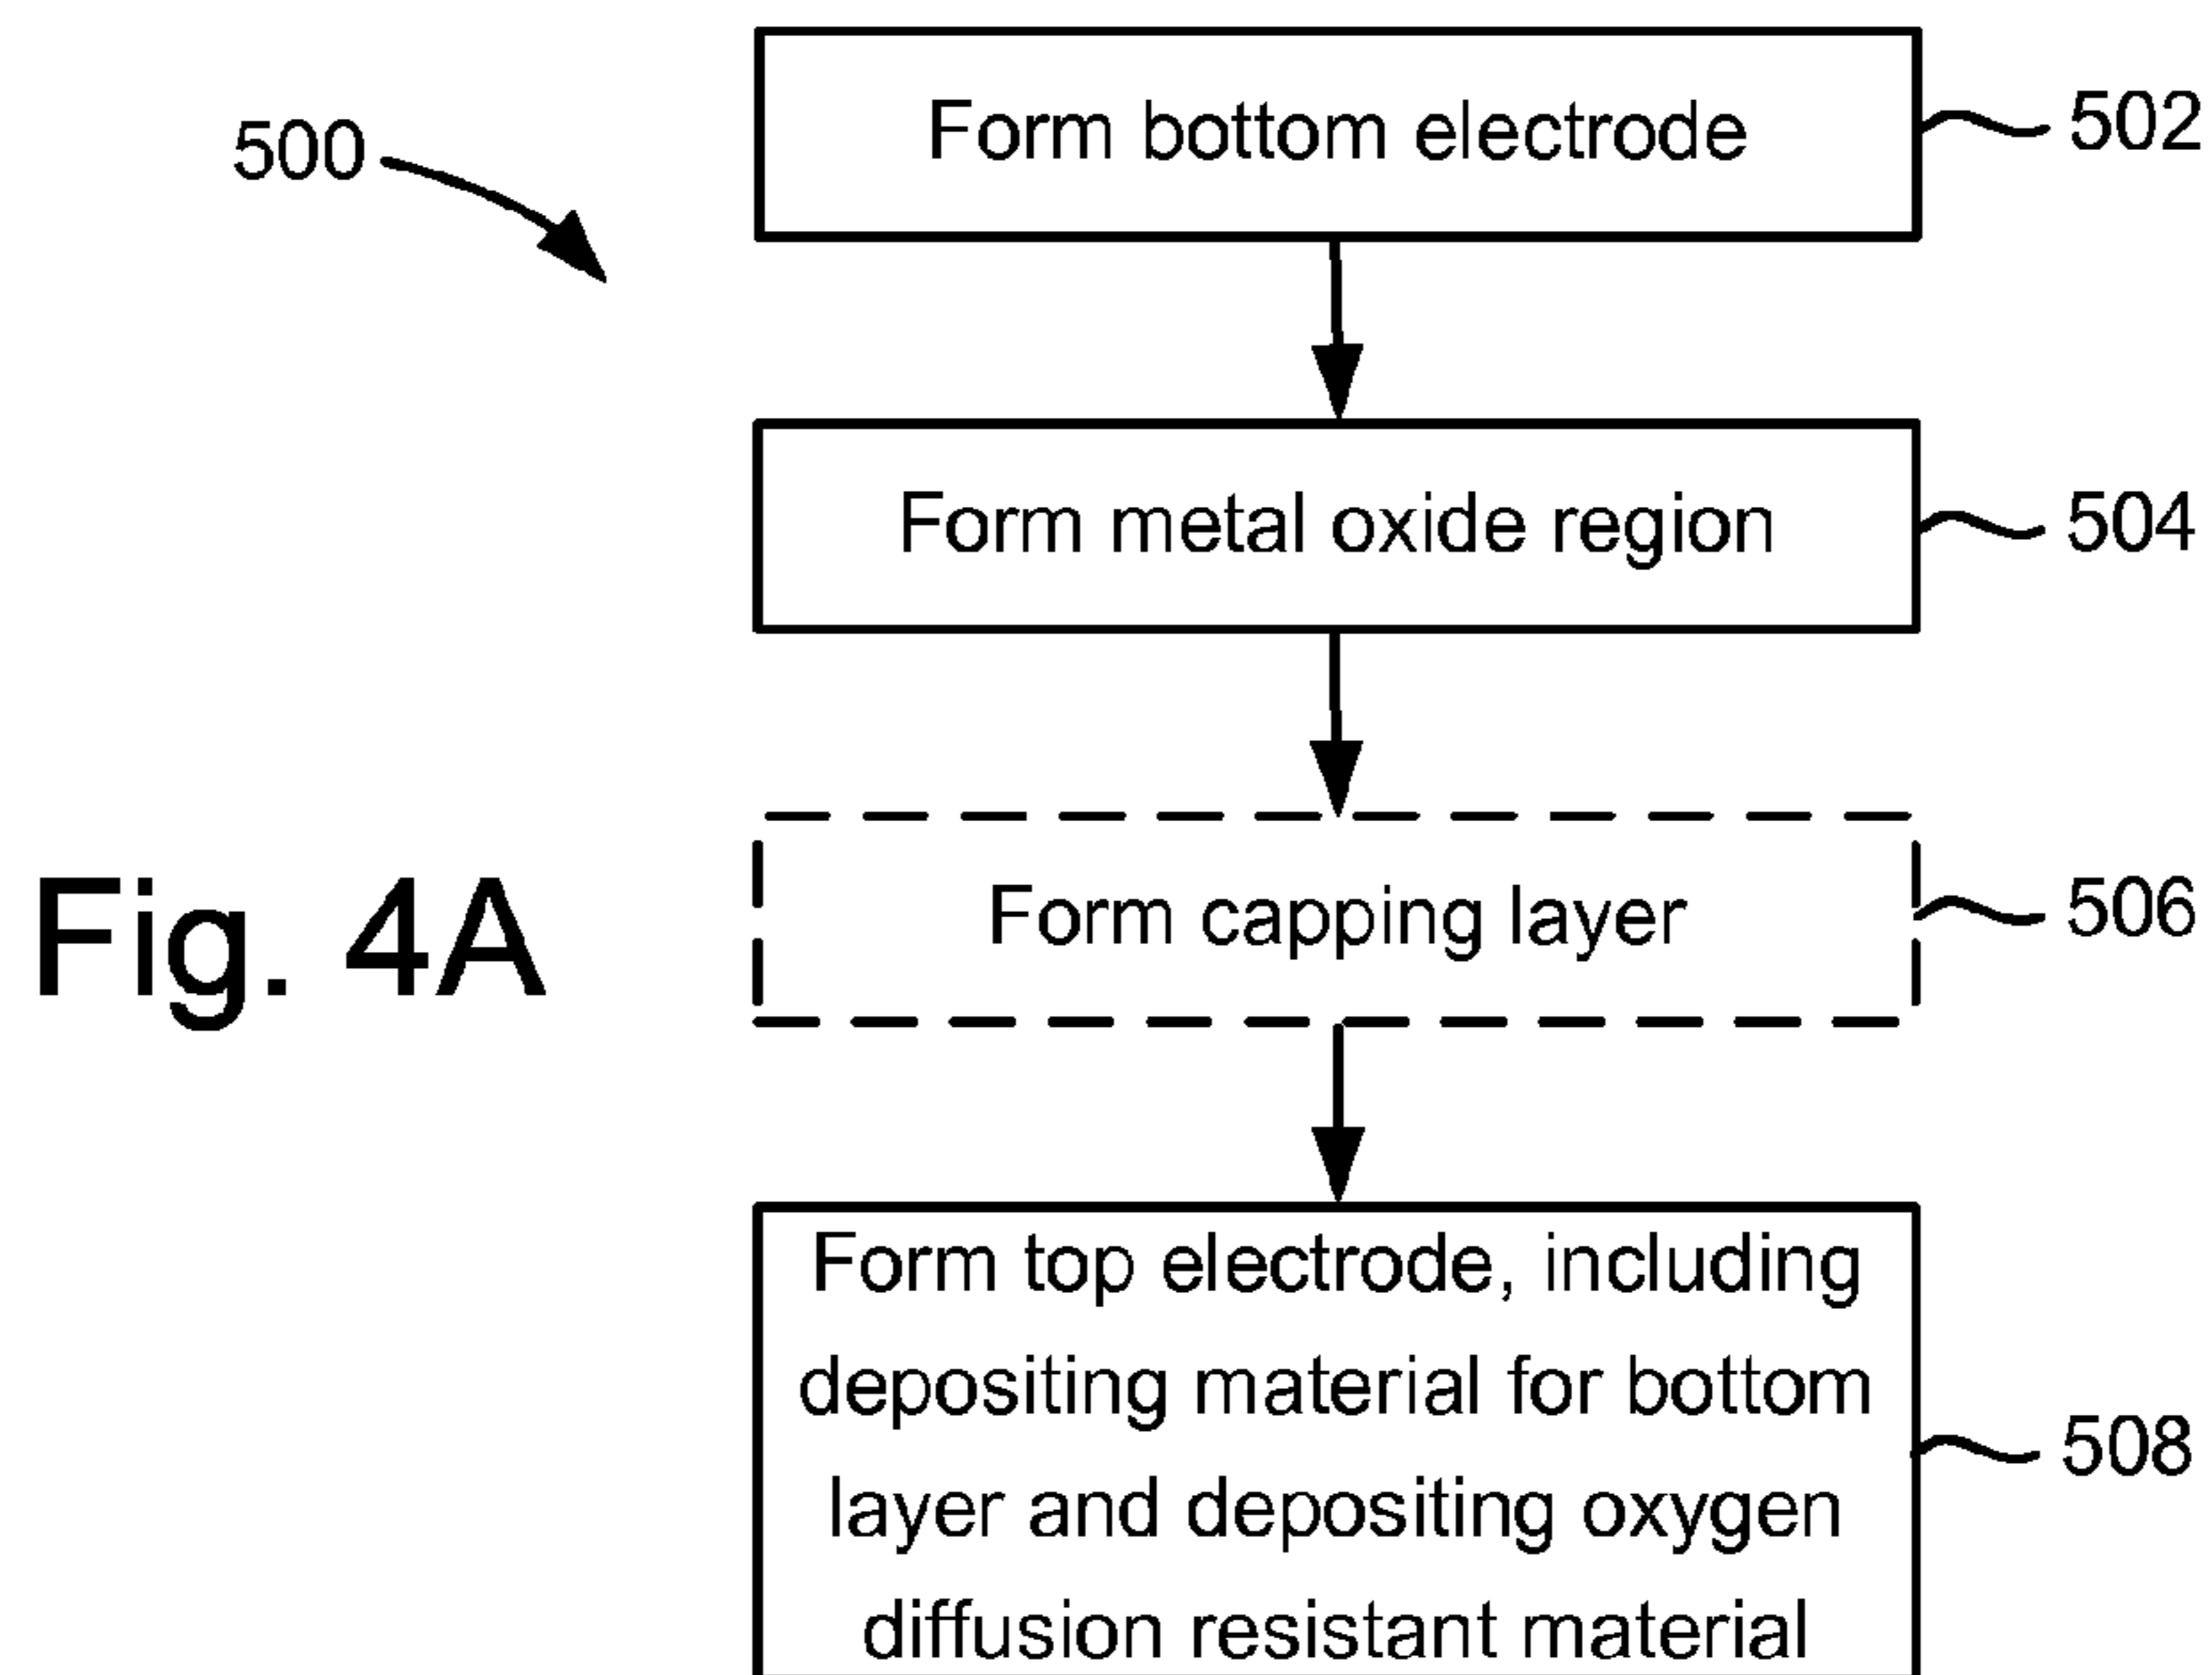 500
Form bottom electrode
502
Form metal oxide region
504
Form capping layer
506
Fig. 4A
Form top electrode, including
depositing material for bottom
layer and depositing oxygen
diffusion resistant material
508